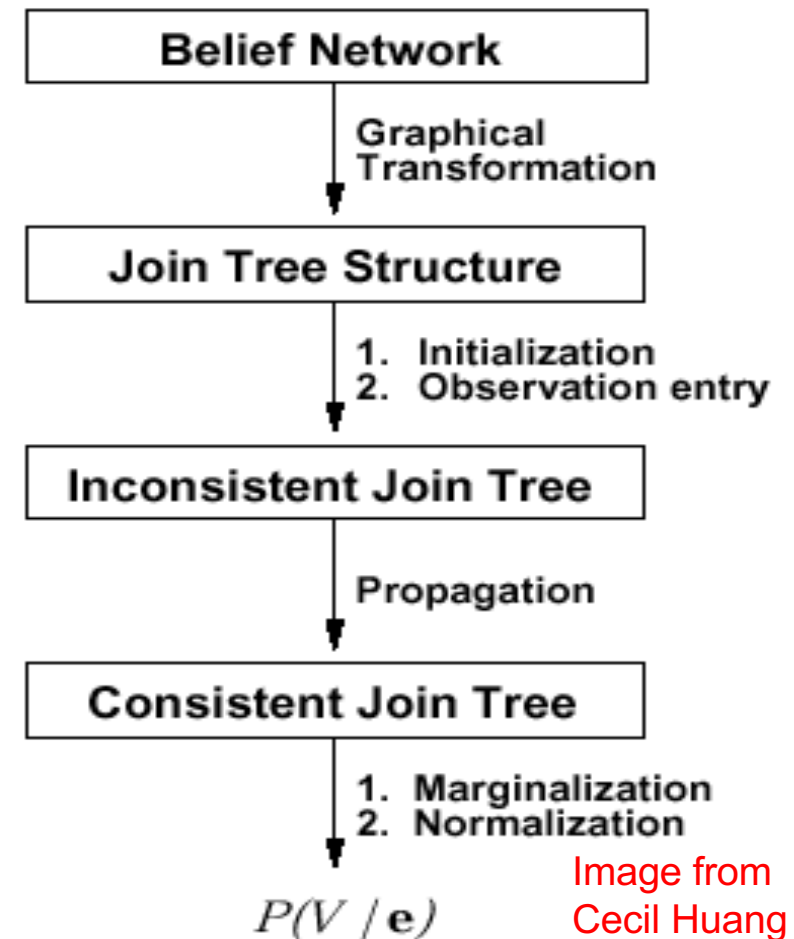 Belief Network
Graphical
Transformation
Join Tree Structure
1. Initialization
2. Observation entry
Inconsistent Join Tree
Propagation
Consistent Join Tree
1. Marginalization
2. Normalization
P(V / e)
Image from
Cecil Huang